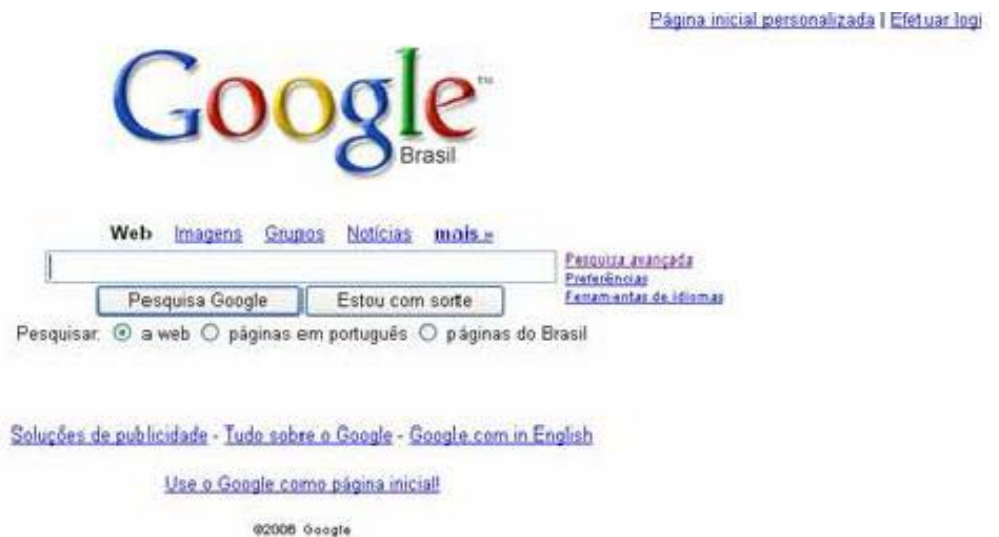 Página inicial personalizada | Efetuar logi
Google™
Brasil
Web Imagens Grupos Notícias mais »
Pesquisa avançada
Preferências
Ferramentas de idiomas
Pesquisa Google Estou com sorte
Pesquisar: a web páginas em português páginas do Brasil
Soluções de publicidade - Tudo sobre o Google - Google.com in English
Use o Google como página inicial!
©2006 Google